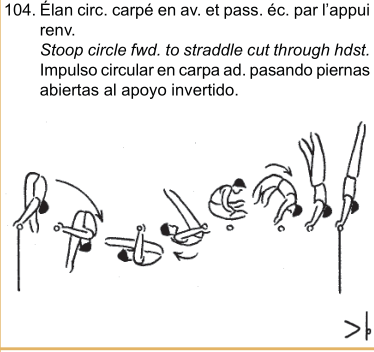 104. Élan circ. carpé en av. et pass. éc. par l'appui
renv.
Stoop circle fwd. to straddle cut through hdst.
Impulso circular en carpa ad. pasando piernas
abiertas al apoyo invertido.